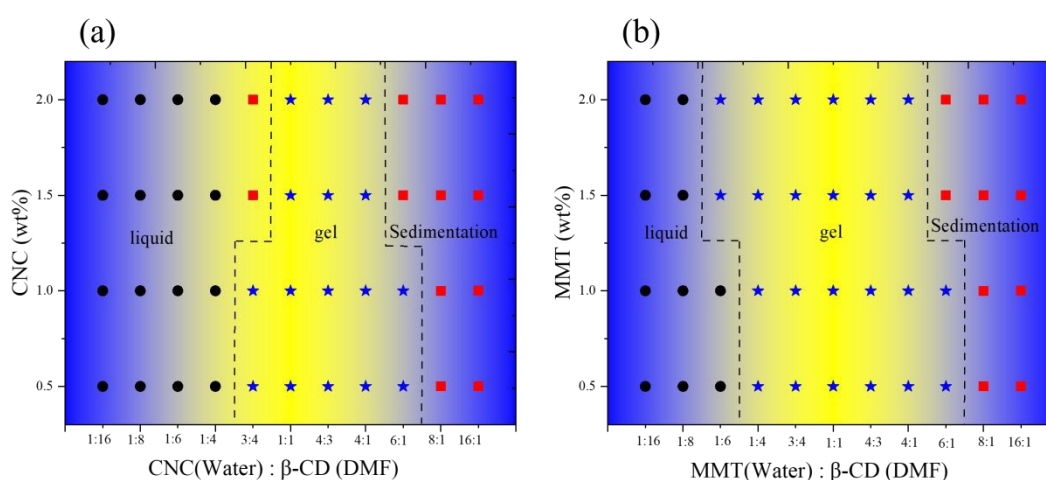 (a)
(b)
2.0
1.5
1.0
0.5
CNC (wt%)
liquid
gel
Sedimentation
1:16 1:8 1:6 1:4 3:4 1:1 4:3 4:1 6:1 8:1 16:1
CNC(Water) : β-CD (DMF)
2.0
1.5
1.0
0.5
MMT (wt%)
liquid
gel
Sedimentation
1:16 1:8 1:6 1:4 3:4 1:1 4:3 4:1 6:1 8:1 16:1
MMT(Water) : β-CD (DMF)